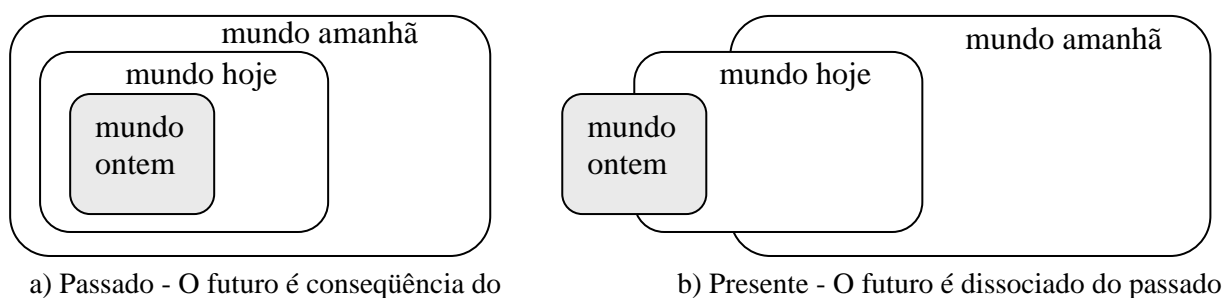 mundo amanhã
mundo hoje
mundo
ontem
a) Passado - O futuro é conseqüência do
mundo amanhã
mundo hoje
mundo
ontem
b) Presente - O futuro é dissociado do passado